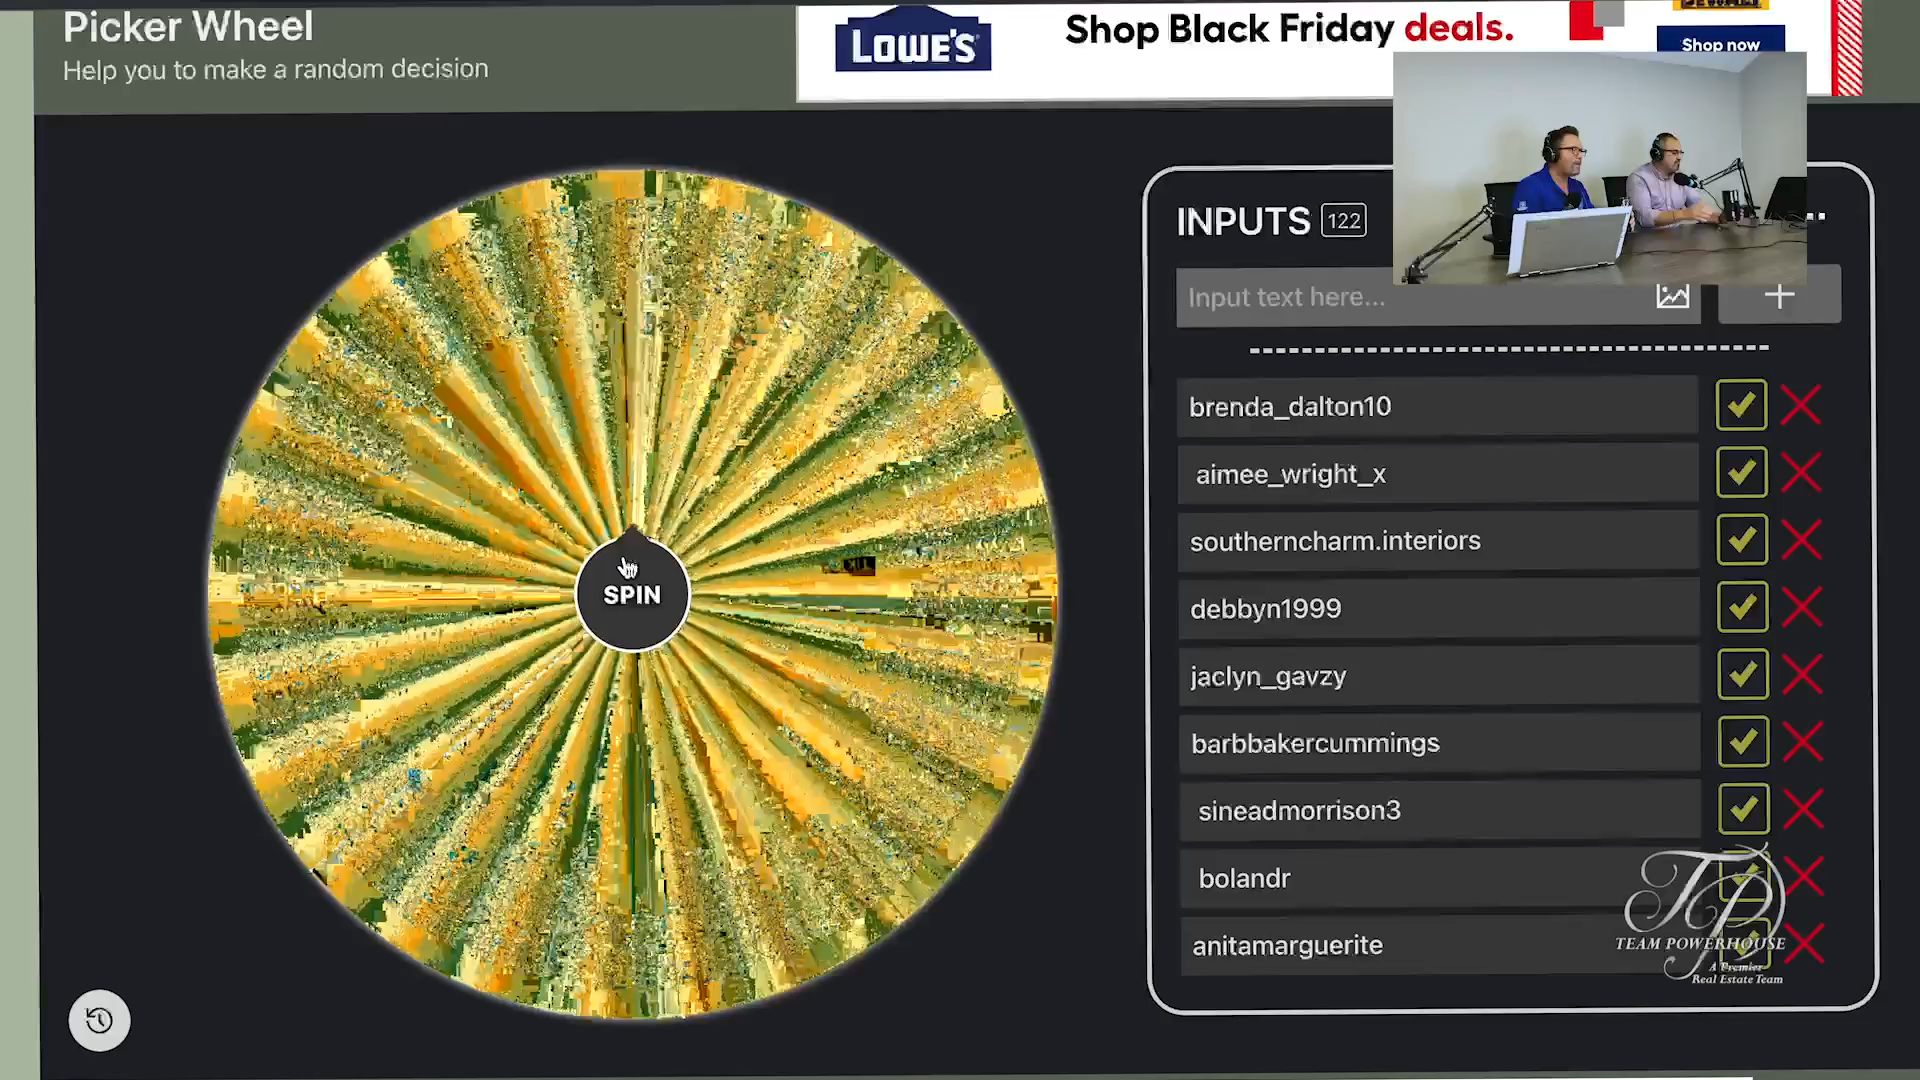 Picker Wheel
Help you to make a random decision
LOWE'S
Shop Black Friday deals.
Shop now
INPUTS 122
Input text here...
brenda_dalton10
aimee_wright_x
southerncharm.interiors
debbyn1999
jaclyn_gavzy
barbbakercummings
sineadmorrison3
bolandr
anitamarguerite
SPIN
TP
TEAM POWERHOUSE
A Premier
Real Estate Team